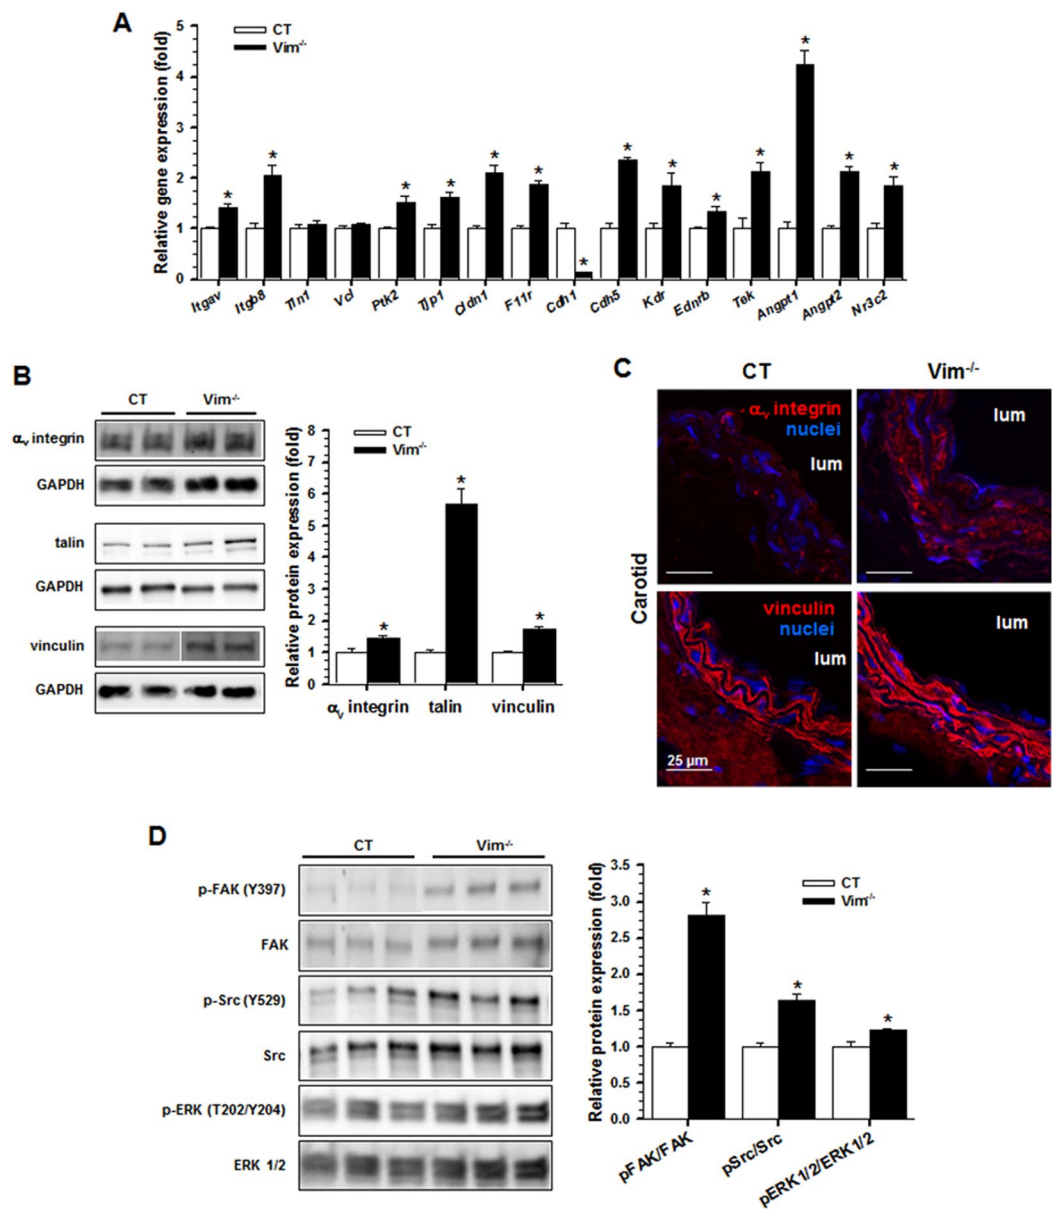 A
CT
Vim-/-
Relative gene expression (fold)
5
4
3
2
1
0
* * * * * * * * * * * * * *
Itgav Itgb8 Tln1 Vcl Ptk2 Tjp1 Cldn1 F11r Cdh1 Cdh5 Kdr Ednrb Tek Angpt1 Angpt2 Nr3c2
B
CT Vim-/-
αv integrin
GAPDH
talin
GAPDH
vinculin
GAPDH
Relative protein expression (fold)
CT
Vim-/-
8
7
6
5
4
3
2
1
0
* * *
αv integrin talin vinculin
C
CT Vim-/-
Carotid
αv integrin
nuclei
lum
lum
vinculin
nuclei
lum
25 µm
lum
D
CT Vim-/-
p-FAK (Y397)
FAK
p-Src (Y529)
Src
p-ERK (T202/Y204)
ERK 1/2
Relative protein expression (fold)
CT
Vim-/-
3.5
3.0
2.5
2.0
1.5
1.0
0.5
0.0
* * *
pFAK/FAK pSrc/Src pERK1/2/ERK1/2